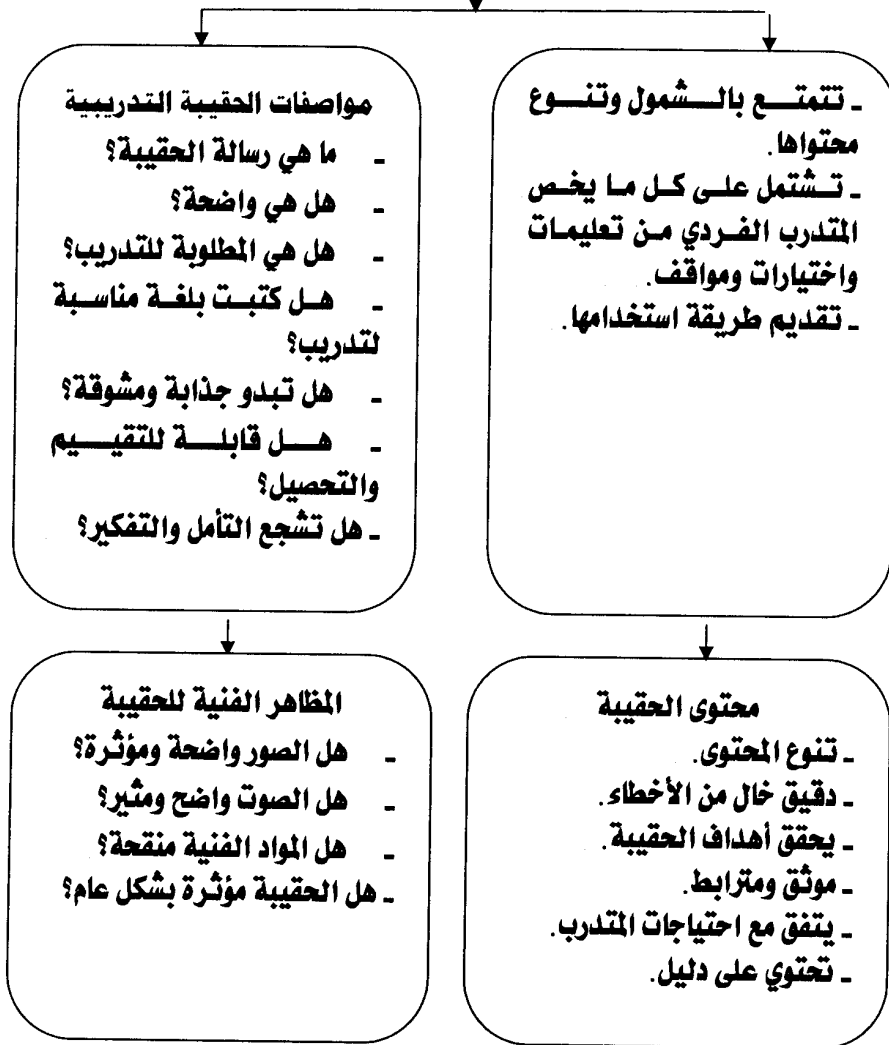 ـ تتمتع بالشمول وتنوع
محتواها.
ـ تشتمل على كل ما يخص
المتدرب الفردي من تعليمات
واختيارات ومواقف.
ـ تقديم طريقة استخدامها.
مواصفات الحقيبة التدريبية
ـ ما هي رسالة الحقيبة؟
ـ هل هي واضحة؟
ـ هل هي المطلوبة للتدريب؟
ـ هل كتبت بلغة مناسبة
لتدريب؟
ـ هل تبدو جذابة ومشوقة؟
ـ هل قابلة للتقييم
والتحصيل؟
ـ هل تشجع التأمل والتفكير؟
محتوى الحقيبة
ـ تنوع المحتوى.
ـ دقيق خال من الأخطاء.
ـ يحقق أهداف الحقيبة.
ـ موثق ومترابط.
ـ يتفق مع احتياجات المتدرب.
ـ تحتوي على دليل.
المظاهر الفنية للحقيبة
ـ هل الصور واضحة ومؤثرة؟
ـ هل الصوت واضح ومثير؟
ـ هل المواد الفنية منقحة؟
ـ هل الحقيبة مؤثرة بشكل عام؟